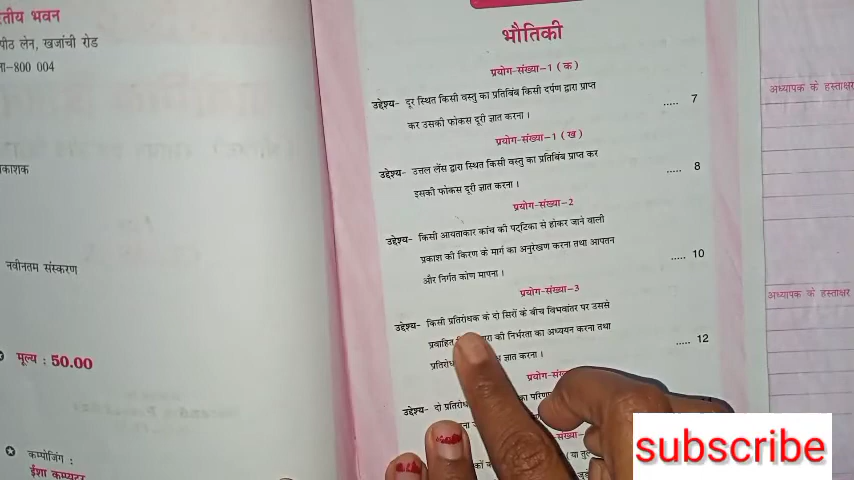 तीय भवन
पीठ लेन, खजांची रोड
ना-800 004
काशक
नवीनतम संस्करण
मूल्य : 50.00
कम्पोजिंग :
ईशा कम्प्यूटर
भौतिकी
प्रयोग-संख्या-1 ( क )
उद्देश्य- दूर स्थित किसी वस्तु का प्रतिबिंब किसी दर्पण द्वारा प्राप्त
कर उसकी फोकस दूरी ज्ञात करना । ..... 7
प्रयोग-संख्या-1 ( ख )
उद्देश्य- उत्तल लेंस द्वारा स्थित किसी वस्तु का प्रतिबिंब प्राप्त कर
इसकी फोकस दूरी ज्ञात करना । ..... 8
प्रयोग-संख्या-2
उद्देश्य- किसी आयताकार कांच की पट्टिका से होकर जाने वाली
प्रकाश की किरण के मार्ग का अनुरेखण करना तथा आपतन
और निर्गत कोण मापना । ..... 10
प्रयोग-संख्या-3
उद्देश्य- किसी प्रतिरोधक के दो सिरों के बीच विभवांतर पर उससे
प्रवाहित की निर्भरता का अध्ययन करना तथा
ज्ञात करना । ..... 12
उद्देश्य- दो
अध्यापक के हस्ताक्षर
अध्यापक के हस्ताक्षर
subscribe